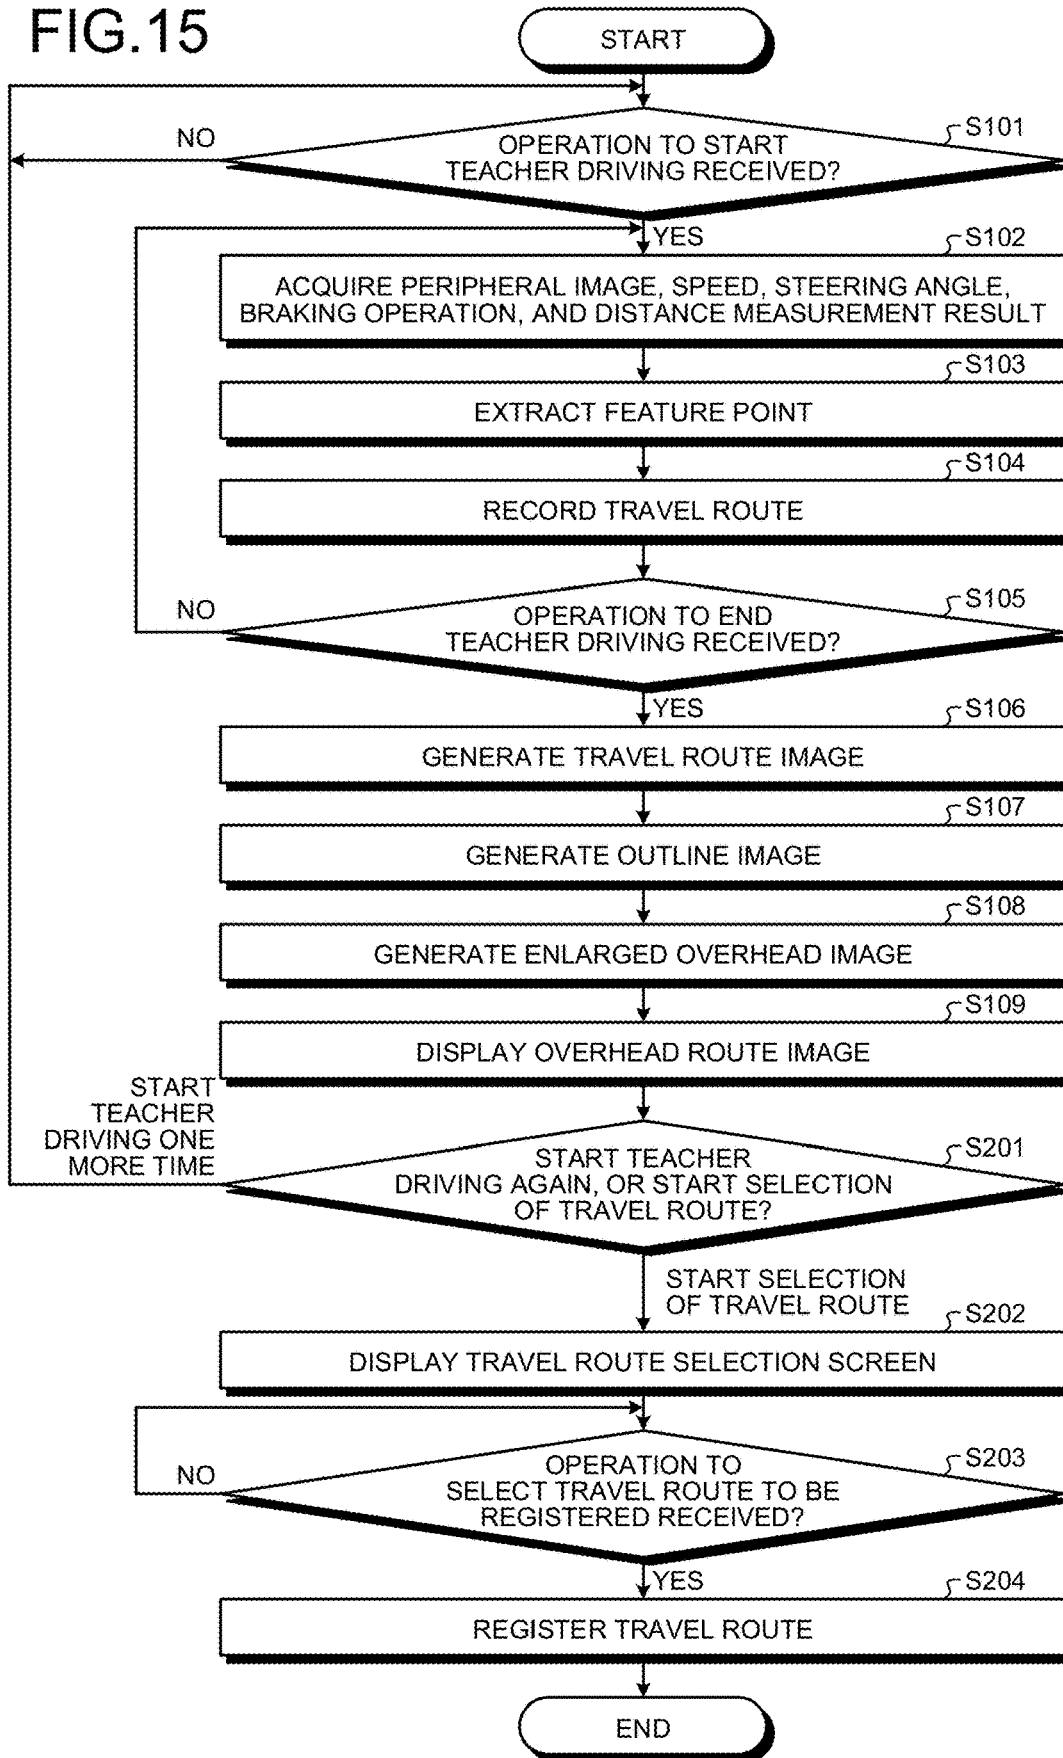 FIG.15
START
S101
NO
OPERATION TO START
TEACHER DRIVING RECEIVED?
YES
S102
ACQUIRE PERIPHERAL IMAGE, SPEED, STEERING ANGLE,
BRAKING OPERATION, AND DISTANCE MEASUREMENT RESULT
S103
EXTRACT FEATURE POINT
S104
RECORD TRAVEL ROUTE
S105
NO
OPERATION TO END
TEACHER DRIVING RECEIVED?
YES
S106
GENERATE TRAVEL ROUTE IMAGE
S107
GENERATE OUTLINE IMAGE
S108
GENERATE ENLARGED OVERHEAD IMAGE
S109
DISPLAY OVERHEAD ROUTE IMAGE
START
TEACHER
DRIVING ONE
MORE TIME
S201
START TEACHER
DRIVING AGAIN, OR START SELECTION
OF TRAVEL ROUTE?
START SELECTION
OF TRAVEL ROUTE
S202
DISPLAY TRAVEL ROUTE SELECTION SCREEN
S203
NO
OPERATION TO
SELECT TRAVEL ROUTE TO BE
REGISTERED RECEIVED?
YES
S204
REGISTER TRAVEL ROUTE
END